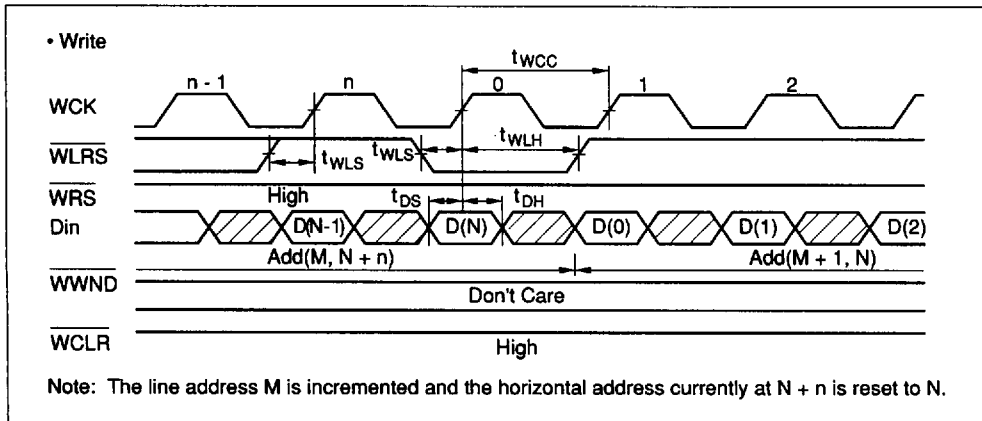 • Write
tWCC
n - 1 n 0 1 2
WCK
WLRS tWLS tWLS tWLH
WRS High tDS tDH
Din D(N-1) D(N) D(0) D(1) D(2)
Add(M, N + n) Add(M + 1, N)
WWND Don't Care
WCLR High
Note: The line address M is incremented and the horizontal address currently at N + n is reset to N.